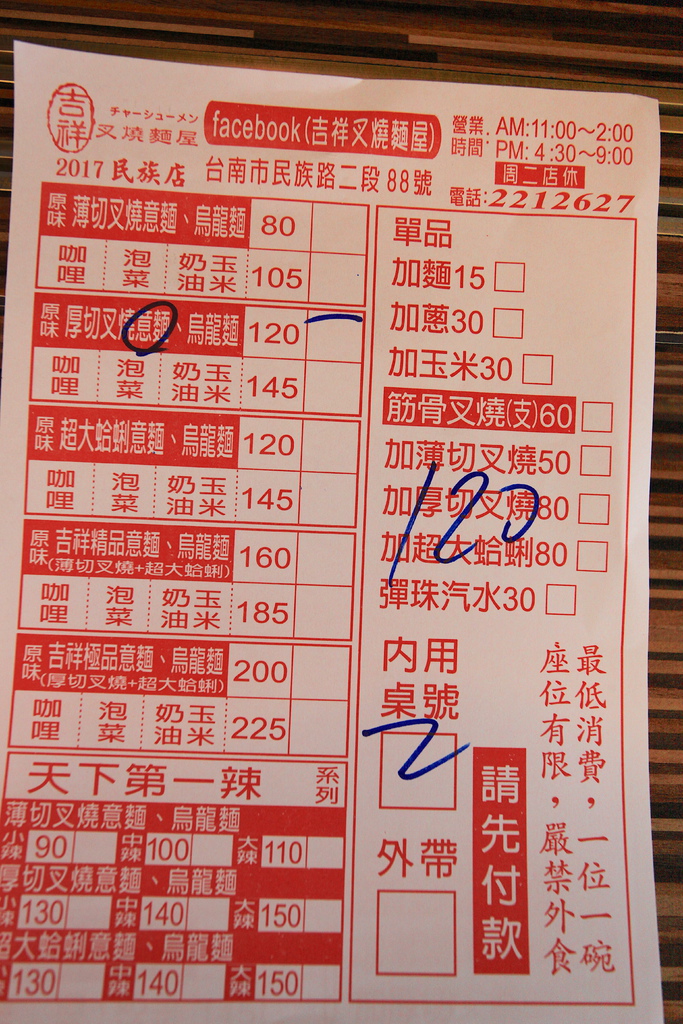 吉祥
チャーシューメン
叉燒麵屋
facebook(吉祥叉燒麵屋)
營業時間: AM:11:00～2:00
PM: 4:30～9:00
周二店休
2017 民族店 台南市民族路二段88號
電話:2212627
原味 薄切叉燒意麵、烏龍麵 80
咖哩 泡菜 奶油玉米 105
原味 厚切叉燒意麵、烏龍麵 120 一
咖哩 泡菜 奶油玉米 145
原味 超大蛤蜊意麵、烏龍麵 120
咖哩 泡菜 奶油玉米 145
原味 吉祥精品意麵、烏龍麵 160
(薄切叉燒+超大蛤蜊)
咖哩 泡菜 奶油玉米 185
原味 吉祥極品意麵、烏龍麵 200
(厚切叉燒+超大蛤蜊)
咖哩 泡菜 奶油玉米 225
天下第一辣 系列
薄切叉燒意麵、烏龍麵
小辣 90 中辣 100 大辣 110
厚切叉燒意麵、烏龍麵
小辣 130 中辣 140 大辣 150
超大蛤蜊意麵、烏龍麵
小辣 130 中辣 140 大辣 150
單品
加麵15
加蔥30
加玉米30
筋骨叉燒(支)60
加薄切叉燒50
加厚切叉燒80
加超大蛤蜊80
彈珠汽水30
120
內用
桌號
2
外帶
請先付款
最低消費，一位一碗
座位有限，嚴禁外食